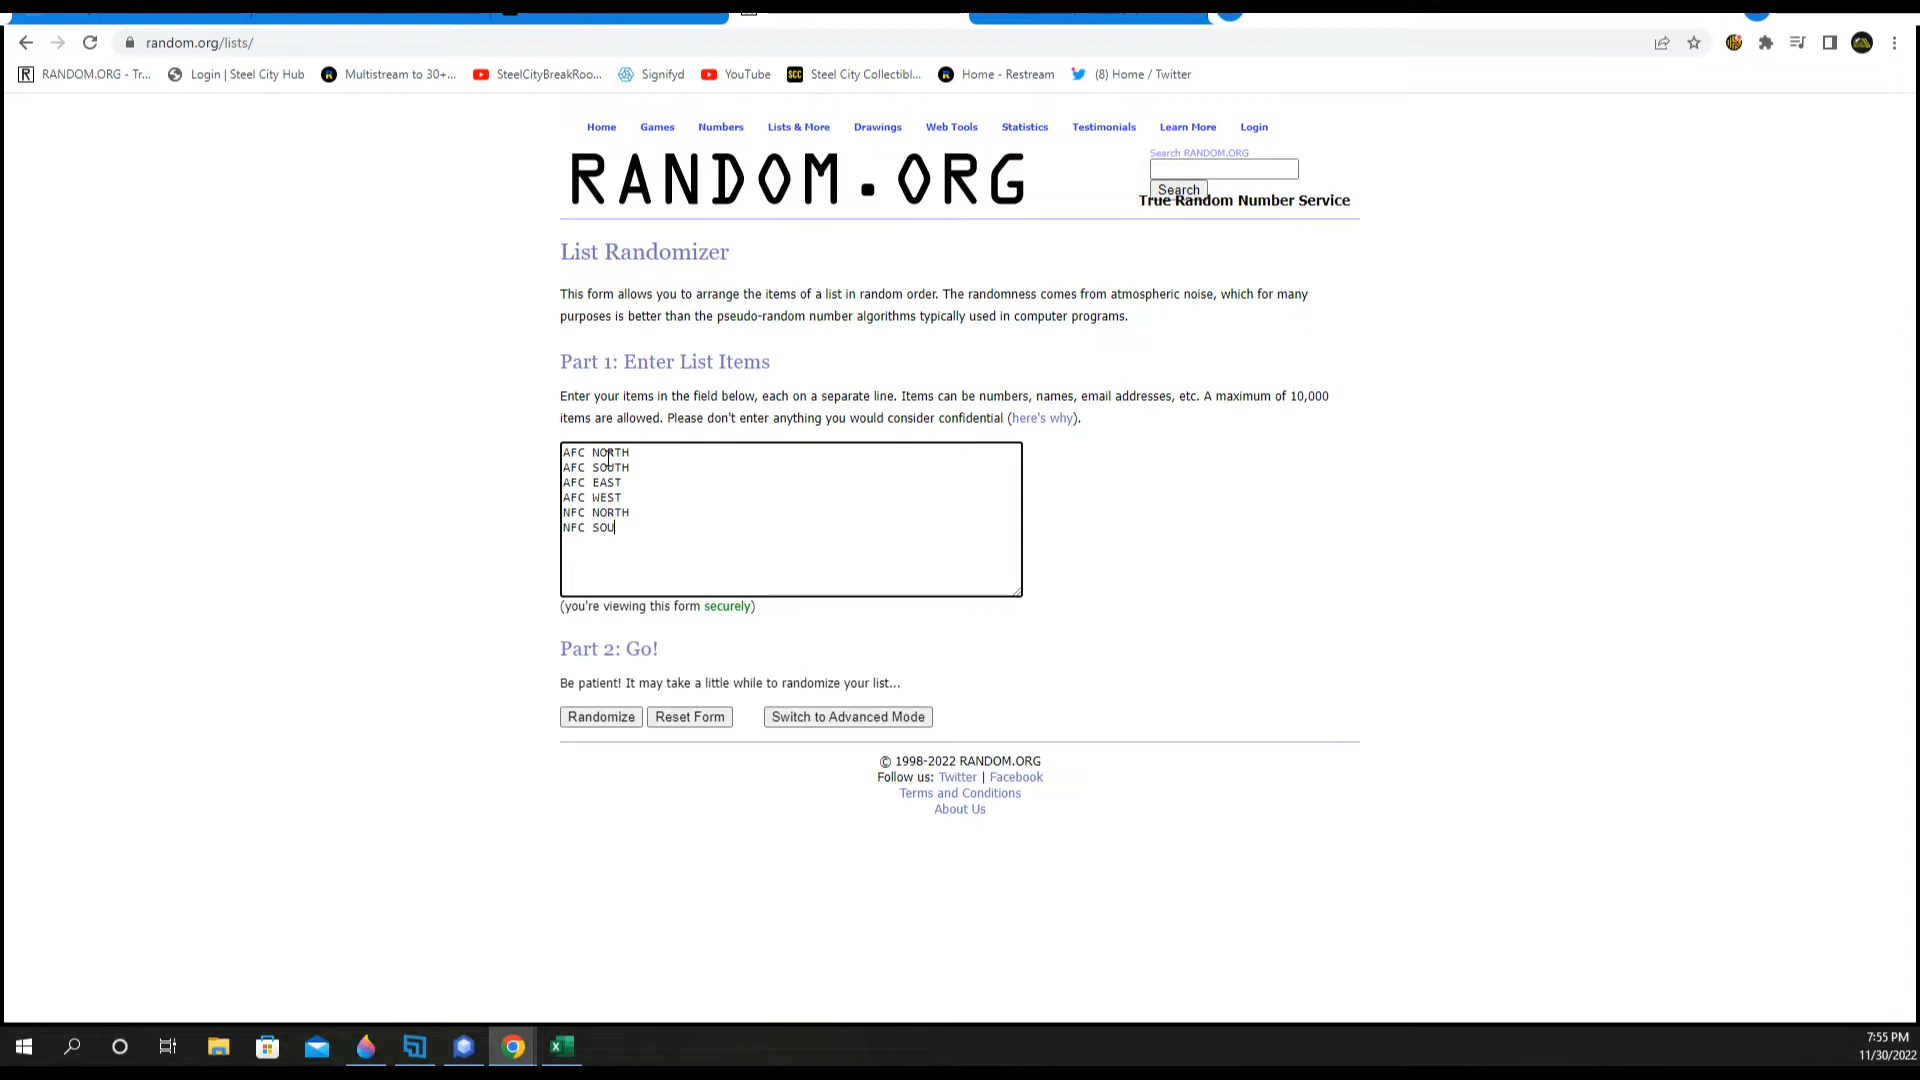 random.org/lists/
RANDOM.ORG - Tr...
Login | Steel City Hub
Multistream to 30+...
SteelCityBreakRoo...
Signifyd
YouTube
SCC
Steel City Collectibl...
Home - Restream
(8) Home / Twitter
Home Games Numbers Lists & More Drawings Web Tools Statistics Testimonials Learn More Login
RANDOM.ORG
Search RANDOM.ORG
Search
True Random Number Service
List Randomizer
This form allows you to arrange the items of a list in random order. The randomness comes from atmospheric noise, which for many
purposes is better than the pseudo-random number algorithms typically used in computer programs.
Part 1: Enter List Items
Enter your items in the field below, each on a separate line. Items can be numbers, names, email addresses, etc. A maximum of 10,000
items are allowed. Please don't enter anything you would consider confidential (here's why).
AFC NORTH
AFC SOUTH
AFC EAST
AFC WEST
NFC NORTH
NFC SOU
(you're viewing this form securely)
Part 2: Go!
Be patient! It may take a little while to randomize your list...
Randomize
Reset Form
Switch to Advanced Mode
© 1998-2022 RANDOM.ORG
Follow us: Twitter | Facebook
Terms and Conditions
About Us
7:55 PM
11/30/2022